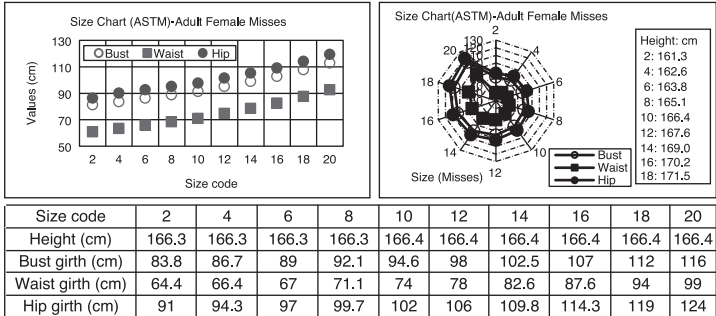 Size Chart (ASTM)-Adult Female Misses
130
110
90
70
50
Values (cm)
Bust Waist Hip
2 4 6 8 10 12 14 16 18 20
Size code
Size Chart(ASTM)-Adult Female Misses
130
2
4
6
8
10
12
14
16
18
20
Size (Misses)
Bust
Waist
Hip
Height: cm
2: 161.3
4: 162.6
6: 163.8
8: 165.1
10: 166.4
12: 167.6
14: 169.0
16: 170.2
18: 171.5
Size code 2 4 6 8 10 12 14 16 18 20
Height (cm) 166.3 166.3 166.3 166.3 166.4 166.4 166.4 166.4 166.4 166.4
Bust girth (cm) 83.8 86.7 89 92.1 94.6 98 102.5 107 112 116
Waist girth (cm) 64.4 66.4 67 71.1 74 78 82.6 87.6 94 99
Hip girth (cm) 91 94.3 97 99.7 102 106 109.8 114.3 119 124